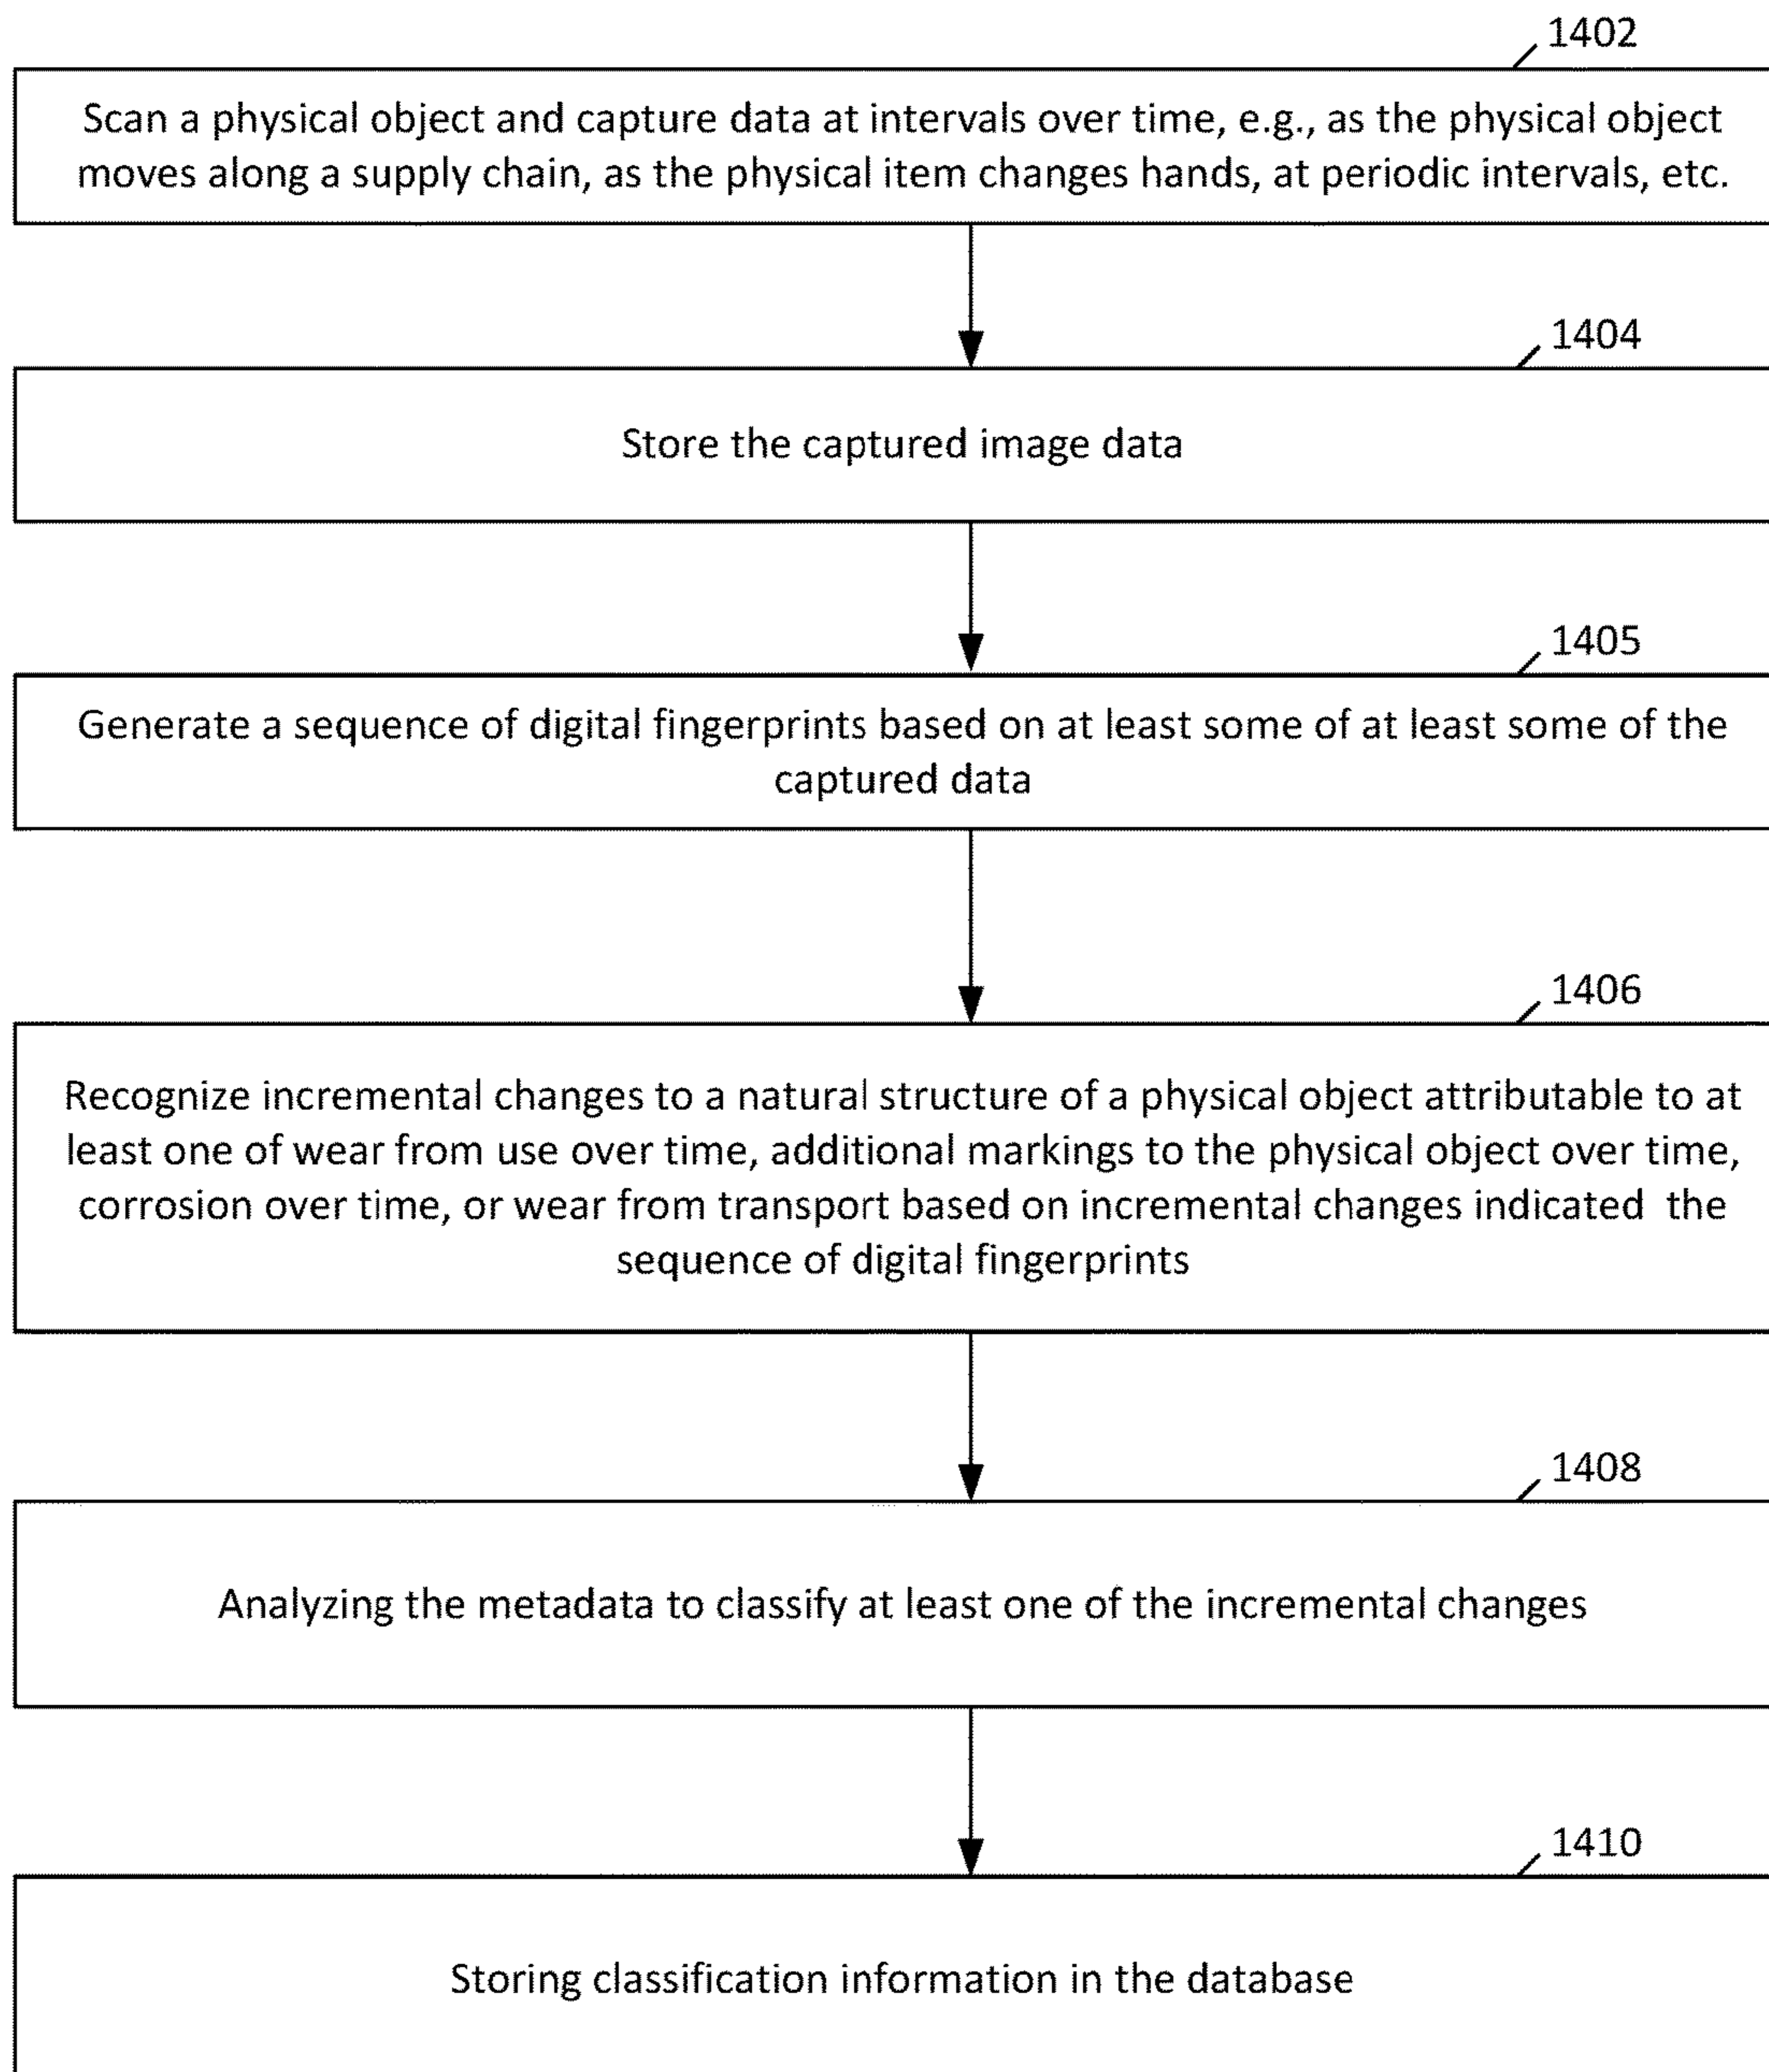 1402
Scan a physical object and capture data at intervals over time, e.g., as the physical object
moves along a supply chain, as the physical item changes hands, at periodic intervals, etc.
1404
Store the captured image data
1405
Generate a sequence of digital fingerprints based on at least some of at least some of the
captured data
1406
Recognize incremental changes to a natural structure of a physical object attributable to at
least one of wear from use over time, additional markings to the physical object over time,
corrosion over time, or wear from transport based on incremental changes indicated  the
sequence of digital fingerprints
1408
Analyzing the metadata to classify at least one of the incremental changes
1410
Storing classification information in the database